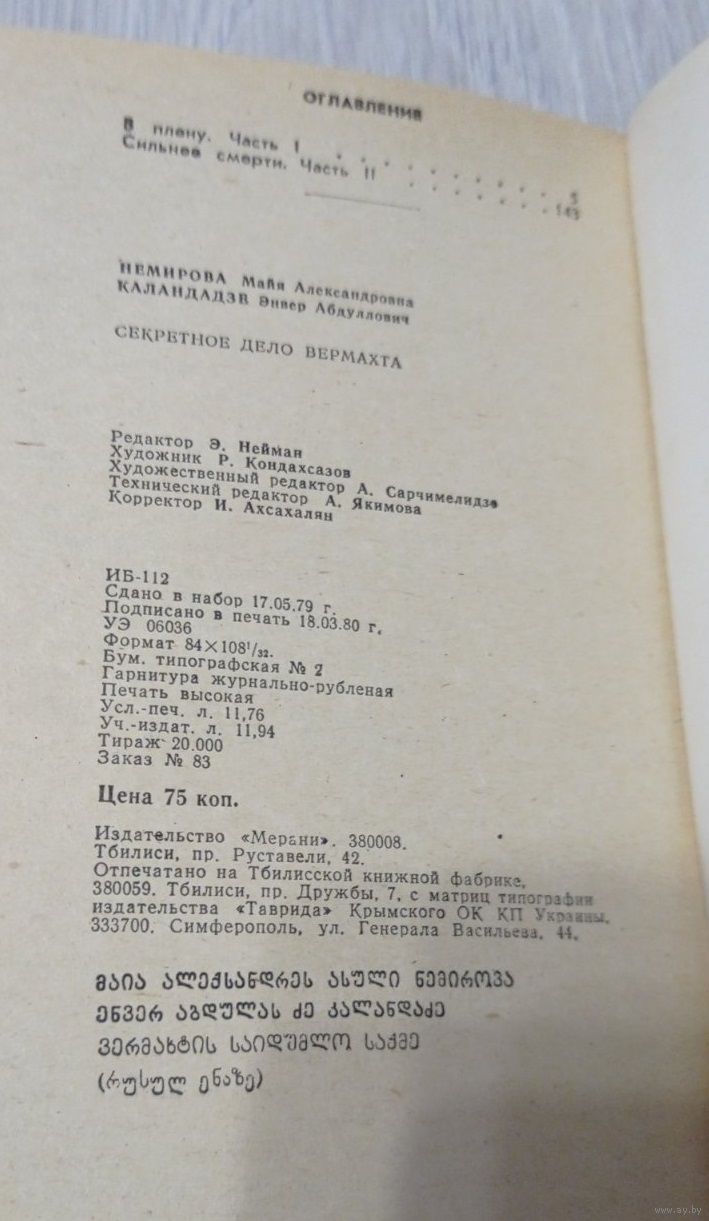 ОГЛАВЛЕНИЕ
В плену. Часть I . . . . . . . . . . 5
Сильнее смерти. Часть II . . . . . . . 143
НЕМИРОВА Майя Александровна
КАЛАНДАДЗЕ Энвер Абдуллович
СЕКРЕТНОЕ ДЕЛО ВЕРМАХТА
Редактор Э. Нейман
Художник Р. Кондахсазов
Художественный редактор А. Сарчимелидзе
Технический редактор А. Якимова
Корректор И. Ахсахалян
ИБ-112
Сдано в набор 17.05.79 г.
Подписано в печать 18.03.80 г.
УЭ 06036
Формат 84×108¹/₃₂.
Бум. типографская № 2
Гарнитура журнально-рубленая
Печать высокая
Усл.-печ. л. 11,76
Уч.-издат. л. 11,94
Тираж 20.000
Заказ № 83
Цена 75 коп.
Издательство «Мерани». 380008.
Тбилиси, пр. Руставели, 42.
Отпечатано на Тбилисской книжной фабрике,
380059. Тбилиси, пр. Дружбы, 7, с матриц типографии
издательства «Таврида» Крымского ОК КП Украины.
333700. Симферополь, ул. Генерала Васильева, 44.
მაია ალექსანდრეს ასული ნემიროვა
ენვერ აბდულას ძე კალანდაძე
ვერმახტის საიდუმლო საქმე
(რუსულ ენაზე)
www.ay.by